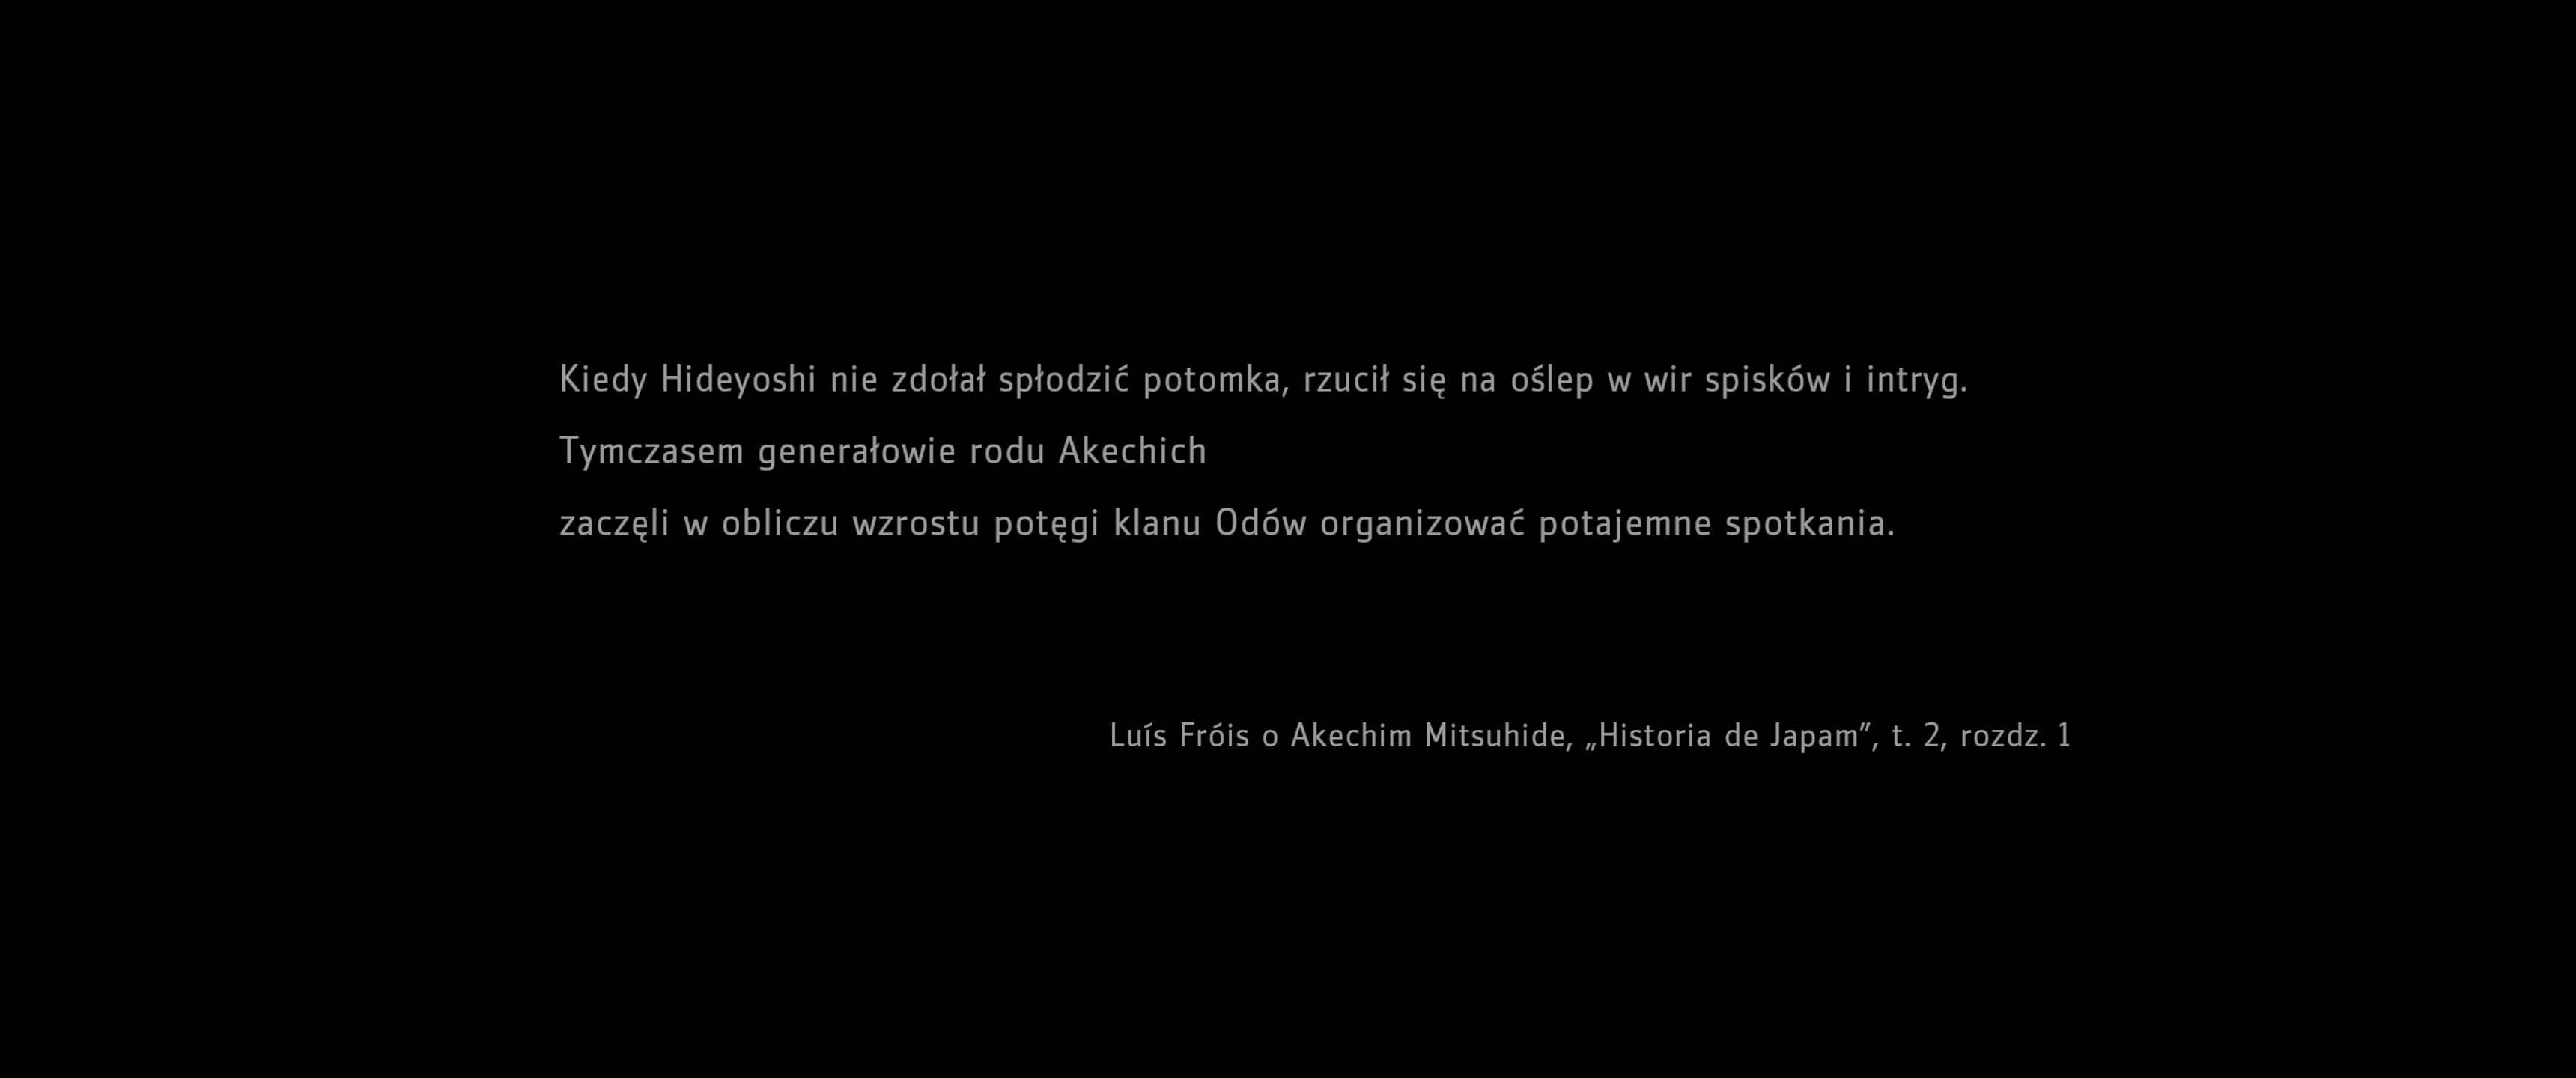 Kiedy Hideyoshi nie zdołał spłodzić potomka, rzucił się na oślep w wir spisków i intryg.
Tymczasem generałowie rodu Akechich
zaczęli w obliczu wzrostu potęgi klanu Odów organizować potajemne spotkania.
Luís Fróis o Akechim Mitsuhide, „Historia de Japam”, t. 2, rozdz. 1